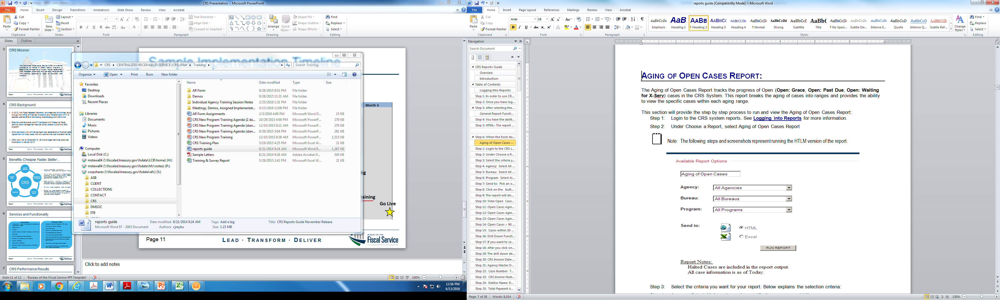 CRS Presentation - Microsoft PowerPoint
File Home Insert Design Transitions Animations Slide Show Review View Acrobat
Cut
Copy
Format Painter
Paste
Clipboard
New Slide
Layout
Reset
Section
Slides
Font
Text Direction
Align Text
Convert to SmartArt
Paragraph
Arrange
Quick Styles
Shape Fill
Shape Outline
Shape Effects
Drawing
Find
Replace
Select
Editing
Slides Outline
3
CRS Mission
4
CRS Background
In 2012, the Fiscal Assistant Secretary commissioned a McKinsey study through the Office of Financial Innovation and Transformation (FIT) to assess cost/benefits of centralizing receivables governmentwide
CRS went live on December 31, 2012 and began servicing accounts receivable in January 2013
5
Benefits-Cheaper, Faster, Better…
CRS
6
Services and Functionality
7
CRS Performance Results
Sample Implementation Timeline
Month 6
Go Live
Page 11
LEAD · TRANSFORM · DELIVER
BUREAU OF THE
Fiscal Service
U.S. DEPARTMENT OF THE TREASURY
Click to add notes
Slide 11 of 12 "Bureau of the Fiscal Service PPT Template" 100%
12:56 PM
4/13/2016
« CRS CENTRALIZED RECEIVABLES SERVICE (CRS) Pilot Training
Search Training
Organize Open Print Burn New folder
Favorites
Desktop
Downloads
Recent Places
Libraries
Documents
Music
Pictures
Videos
Computer
Local Disk (C:)
mstewa04 (\\fiscalad.treasury.gov\fsdata\LCB\home) (H:)
mstewa04 (\\fiscalad.treasury.gov\fsdata\hfc\notes) (P:)
corpshares (\\fiscalad.treasury.gov\fsdata\afc) (S:)
ASB
CLIENT
COLLECTIONS
CONTACT
CRS
DMSOC
ITB
Name Date modified Type Size
AR Form 9/28/2015 8:52 PM File folder
Demos 9/28/2015 11:31 AM File folder
Individual Agency Training Session Notes 2/25/2016 1:31 PM File folder
Meetings, Demos, Assigned Implementat... 4/13/2016 12:08 PM File folder
AR Form Assignments 2/3/2016 4:00 PM Microsoft Word D... 15 KB
CRS New Program Training Agenda (2 da... 10/29/2015 4:00 PM Microsoft PowerP... 279 KB
CRS New Program Training Agenda (stan... 12/10/2015 8:21 AM Microsoft PowerP... 270 KB
CRS New Program Training Agenda (stan... 9/29/2015 5:04 PM Microsoft PowerP... 281 KB
CRS New Program Training 12/10/2015 8:38 AM Microsoft PowerP... 1,515 KB
CRS Training Plan 5/19/2015 4:25 PM Microsoft Excel W... 21 KB
reports guide 8/21/2014 9:24 AM Microsoft Word 9... 1,267 KB
Sample Letters 8/21/2014 9:26 AM Adobe Acrobat D... 545 KB
Training & Survey Report 5/29/2015 2:42 PM Microsoft Excel W... 21 KB
reports guide Date modified: 8/21/2014 9:24 AM Tags: Add a tag Title: CRS Reports Guide November Release
Microsoft Word 97 - 2003 Document Authors: cjreybu Size: 1.23 MB
reports guide [Compatibility Mode] - Microsoft Word
File Home Insert Page Layout References Mailings Review View Acrobat
Cut
Copy
Format Painter
Paste
Clipboard
Arial 18
Font
Paragraph
Emphasis Heading 1 Heading 2 Heading 3 Heading 4 ¶ Normal Strong Subtitle Title ¶ No Spaci... Subtle Em... Intense E... Quote Intense Q... Subtle Ref...
Change Styles
Styles
Find
Replace
Select
Editing
Navigation
Search Document
CRS Reports Guide
Overview
Introduction:
Table of Contents
Logging Into Reports:
Step 1: In order to use CR...
Step 2: Once you have log...
Step 3: After selecting the...
General Report Functi...
Step 4: You have the abilit...
Step 5: HTML– The report ...
Step 6: When the Excel do...
Aging of Open Cases ...
Step 1: Login to the CRS s...
Step 2: Under Choose a R...
Step 3: Select the criteria y...
Step 4: Agency: Select All ...
Step 5: Bureau: Select All ...
Step 6: Program: Select Al...
Step 7: Send to: Pick an o...
Step 8: Click on the butt...
Step 9: The report will dis...
Step 10: Total Open Case...
Step 11: Open Cases Agin...
Step 12: Open Cases Agin...
Step 13: Open Cases Agin...
Step 14: Open Cases > 90 ...
Step 15: Cases within 30 ...
Step 16: Drill Down Functi...
Step 17: If you want to se...
Step 18: After you click on...
Step 19: The drill down de...
Step 20: CRS Invoice Date:...
Step 21: Agency Master D...
Step 22: Case Number: T...
Step 23: CRS Invoice Num...
Step 24: Debtor Name: D...
Step 25: Total Payment A...
AGING OF OPEN CASES REPORT:
The Aging of Open Cases Report tracks the progress of Open (Open: Grace, Open: Past Due, Open: Waiting
for X-Serv) cases in the CRS System. This report breaks the aging of cases into ranges and provides the ability
to view the specific cases within each aging range.
This section will provide the step by step process to run and view the Aging of Open Cases Report:
Step 1: Login to the CRS system reports. See Logging into Reports for more information.
Step 2: Under Choose a Report, select Aging of Open Cases Report
Note: The following steps and screenshots represent running the HTLM version of the report.
Available Report Options
Aging of Open Cases
Agency: All Agencies
Bureau: All Bureaus
Program: All Programs
Send to: HTML
Excel
RUN REPORT
Report Notes:
Halted Cases are included in the report output.
All case information is as of Today.
Step 3: Select the criteria you want for your report. Below explains the selection criteria:
Page: 7 of 38 Words: 8,014 130%